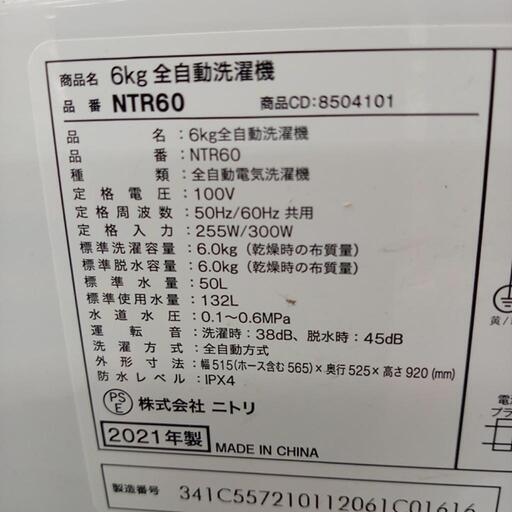 商品名 6kg 全自動洗濯機
品番 NTR60 商品CD:8504101
品名:6kg全自動洗濯機
品番:NTR60
種類:全自動電気洗濯機
定格電圧:100V
定格周波数:50Hz/60Hz 共用
定格入力:255W/300W
標準洗濯容量:6.0kg（乾燥時の布質量）
標準脱水容量:6.0kg（乾燥時の布質量）
標準水量:50L
標準使用水量:132L
水道水圧:0.1～0.6MPa
運転音:洗濯時:38dB、脱水時:45dB
洗濯方式:全自動方式
外形寸法:幅515(ホース含む565)×奥行525×高さ920(mm)
防水レベル:IPX4
PSE 株式会社 ニトリ
2021年製 MADE IN CHINA
製造番号 341C557210112061C01616
黄/
電
プラ